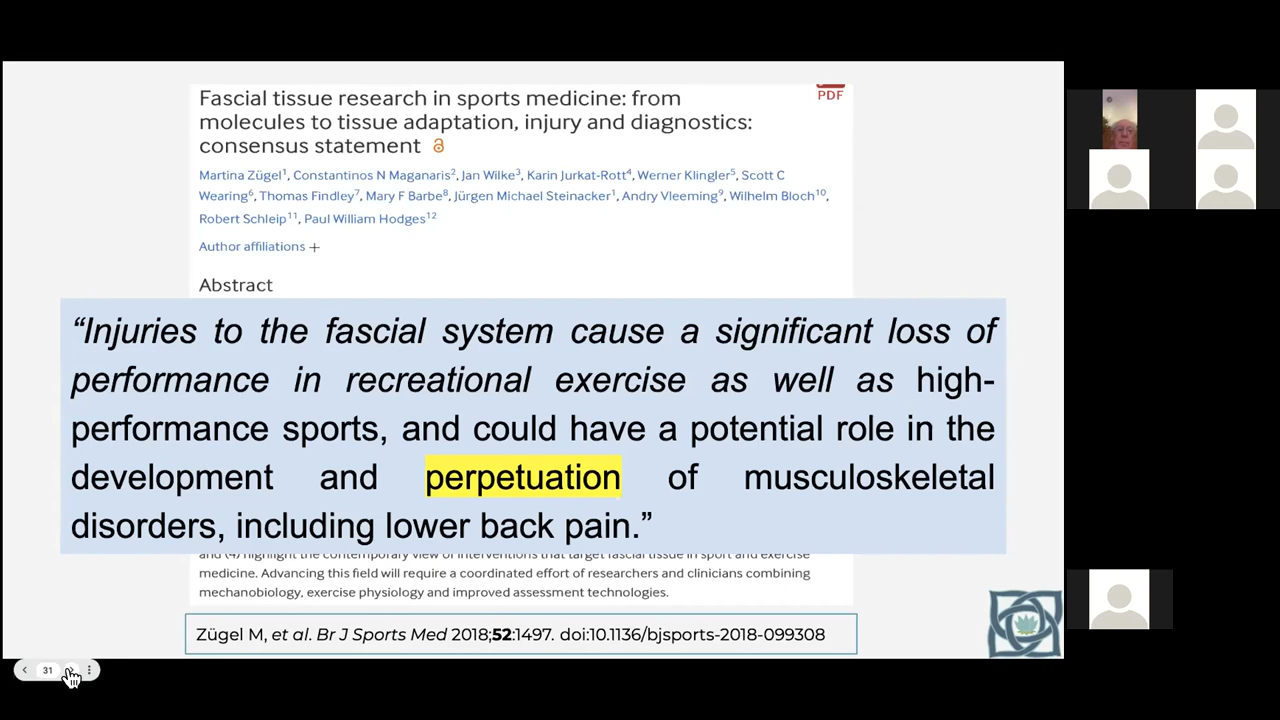 PDF
Fascial tissue research in sports medicine: from
molecules to tissue adaptation, injury and diagnostics:
consensus statement
Martina Zügel1, Constantinos N Maganaris2, Jan Wilke3, Karin Jurkat-Rott4, Werner Klingler5, Scott C
Wearing6, Thomas Findley7, Mary F Barbe8, Jürgen Michael Steinacker1, Andry Vleeming9, Wilhelm Bloch10,
Robert Schleip11, Paul William Hodges12
Author affiliations +
Abstract
“Injuries to the fascial system cause a significant loss of
performance in recreational exercise as well as high-
performance sports, and could have a potential role in the
development and perpetuation of musculoskeletal
disorders, including lower back pain.”
and (4) highlight the contemporary view of interventions that target fascial tissue in sport and exercise
medicine. Advancing this field will require a coordinated effort of researchers and clinicians combining
mechanobiology, exercise physiology and improved assessment technologies.
Zügel M, et al. Br J Sports Med 2018;52:1497. doi:10.1136/bjsports-2018-099308
31